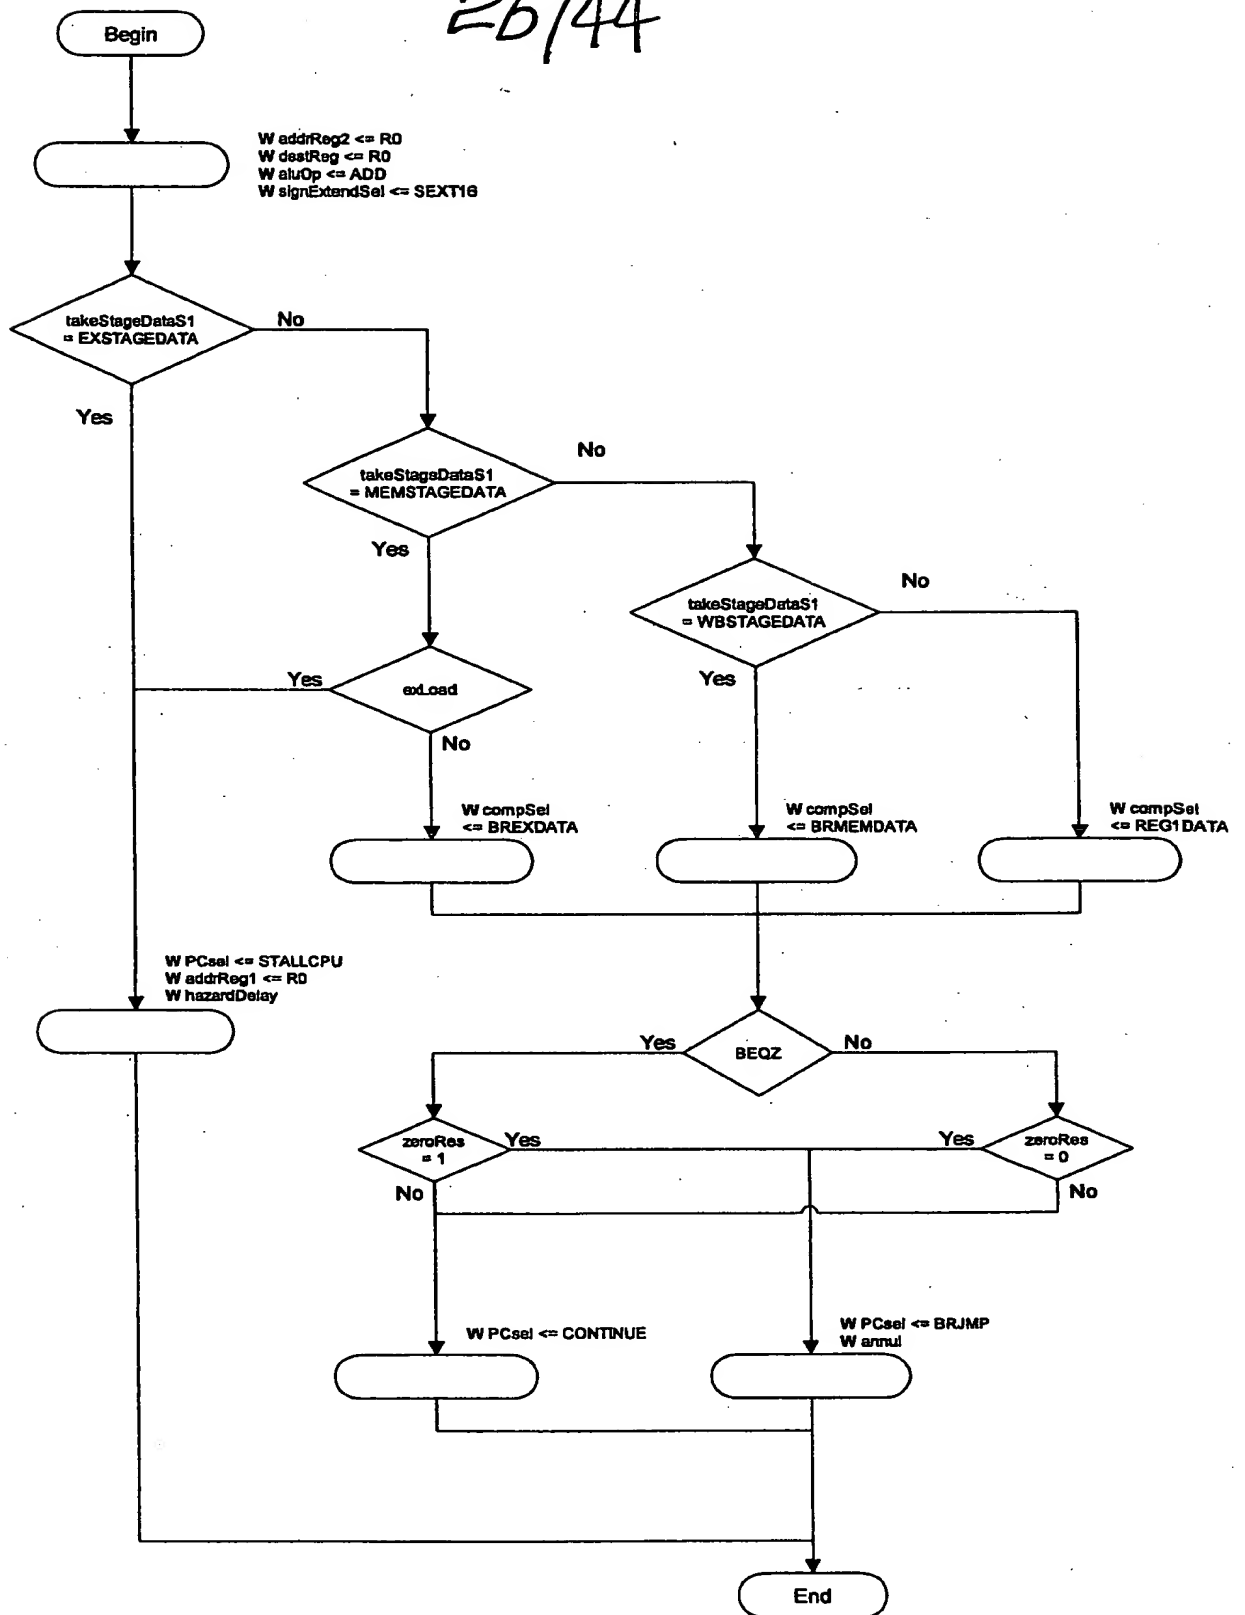 26/44
Begin
W addrReg2 <= R0
W destReg <= R0
W aluOp <= ADD
W signExtendSel <= SEXT16
takeStageDataS1
= EXSTAGEDATA
No
Yes
takeStageDataS1
= MEMSTAGEDATA
No
Yes
takeStageDataS1
= WBSTAGEDATA
No
Yes
exLoad
Yes
No
W compSel
<= BREXDATA
W compSel
<= BRMEMDATA
W compSel
<= REG1DATA
W PCsel <= STALLCPU
W addrReg1 <= R0
W hazardDelay
Yes
BEQZ
No
zeroRes
= 1
Yes
Yes
zeroRes
= 0
No
No
W PCsel <= CONTINUE
W PCsel <= BRJMP
W annul
End